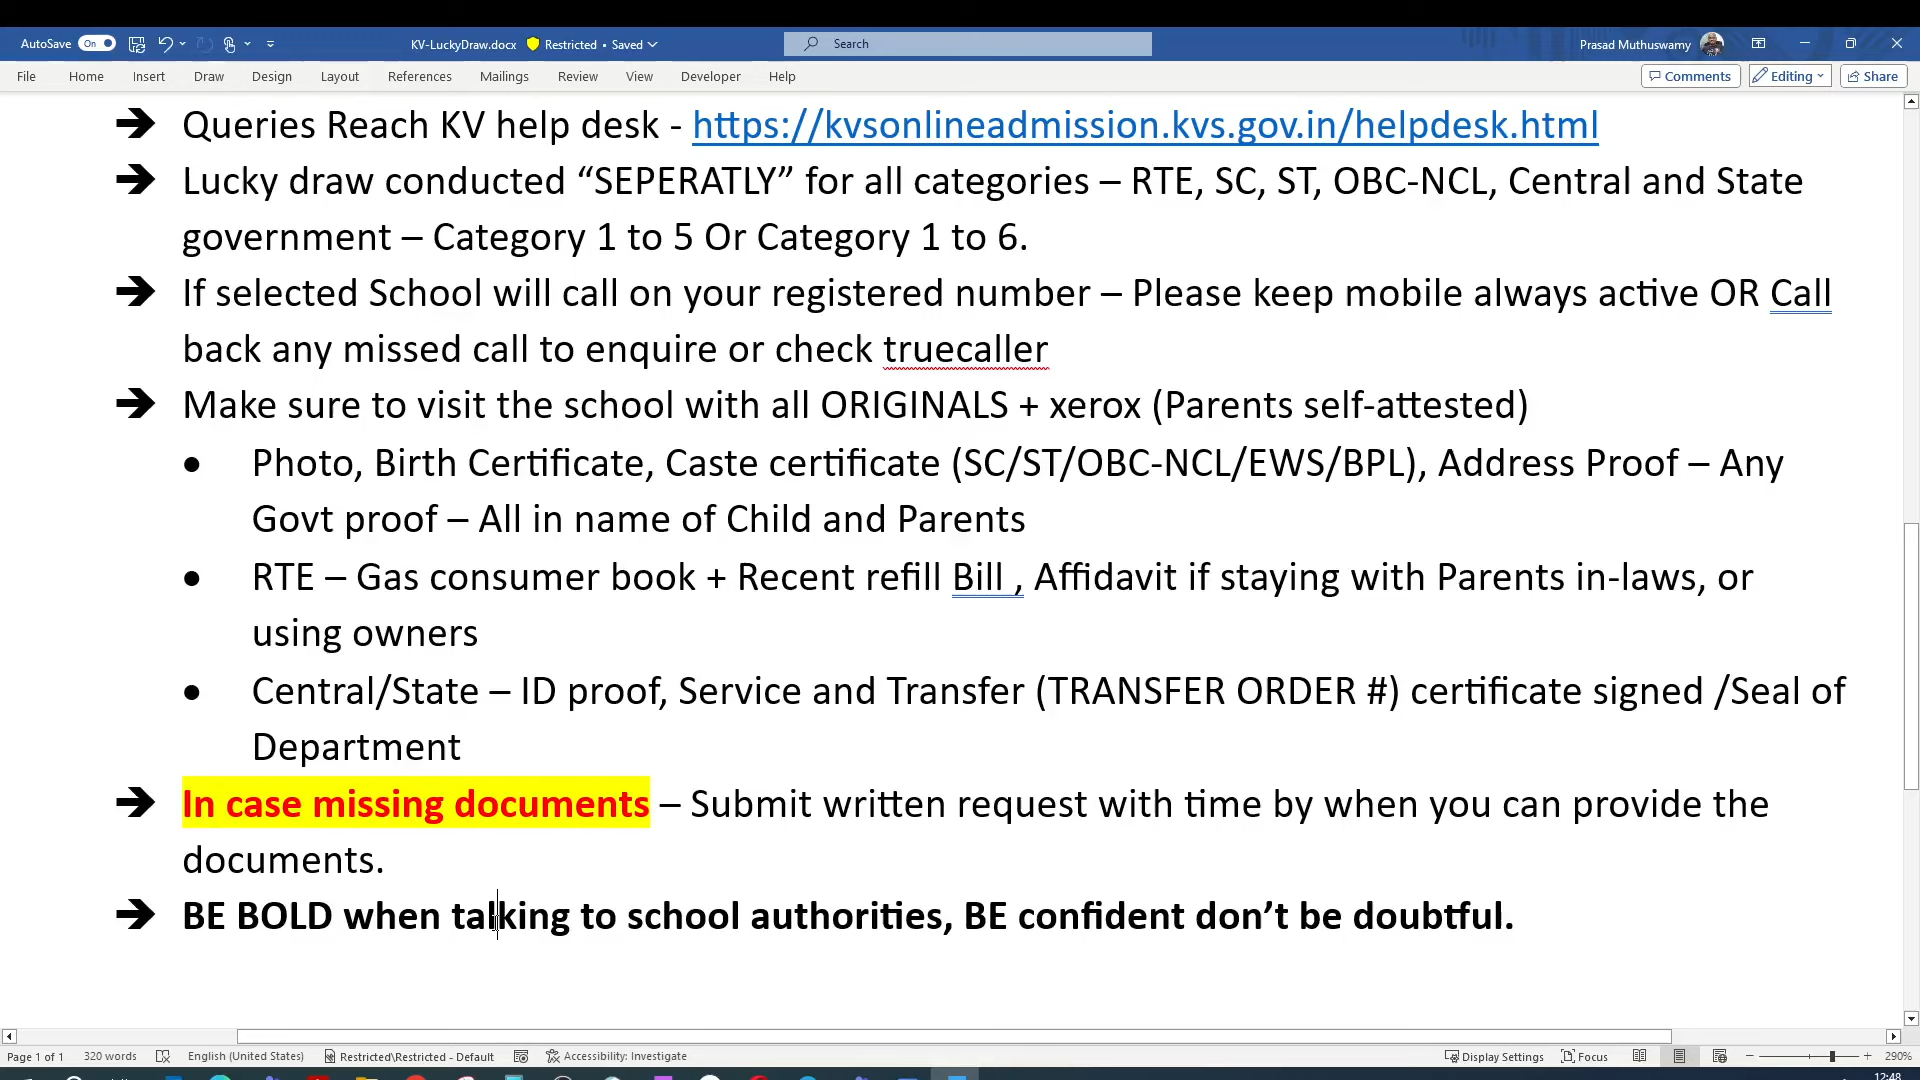 AutoSave On KV-LuckyDraw.docx Restricted • Saved Search Prasad Muthuswamy
File Home Insert Draw Design Layout References Mailings Review View Developer Help Comments Editing Share
➔ Queries Reach KV help desk - https://kvsonlineadmission.kvs.gov.in/helpdesk.html
➔ Lucky draw conducted “SEPERATLY” for all categories – RTE, SC, ST, OBC-NCL, Central and State
government – Category 1 to 5 Or Category 1 to 6.
➔ If selected School will call on your registered number – Please keep mobile always active OR Call
back any missed call to enquire or check truecaller
➔ Make sure to visit the school with all ORIGINALS + xerox (Parents self-attested)
• Photo, Birth Certificate, Caste certificate (SC/ST/OBC-NCL/EWS/BPL), Address Proof – Any
Govt proof – All in name of Child and Parents
• RTE – Gas consumer book + Recent refill Bill , Affidavit if staying with Parents in-laws, or
using owners
• Central/State – ID proof, Service and Transfer (TRANSFER ORDER #) certificate signed /Seal of
Department
➔ In case missing documents – Submit written request with time by when you can provide the
documents.
➔ BE BOLD when talking to school authorities, BE confident don’t be doubtful.
Page 1 of 1 320 words English (United States) Restricted\Restricted - Default Accessibility: Investigate Display Settings Focus 290%
12:48